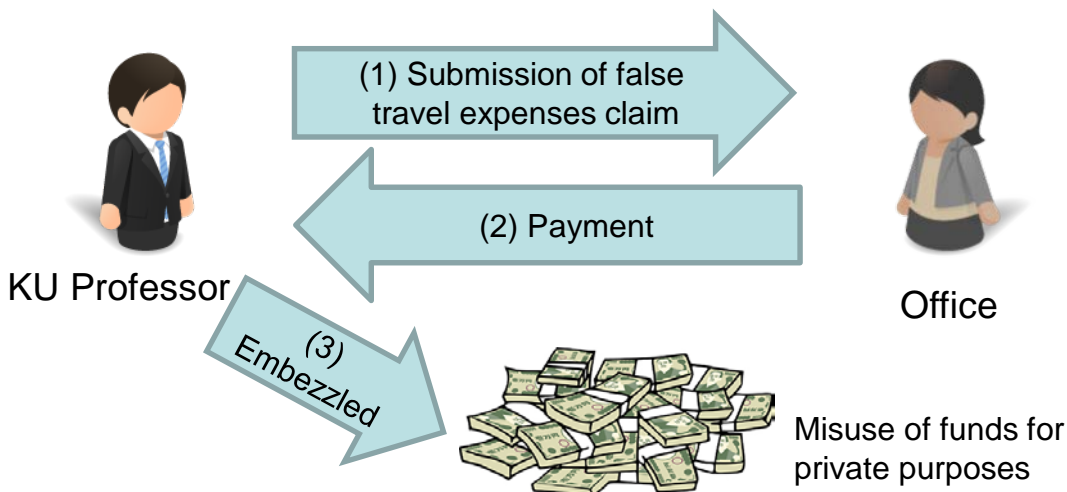 (1) Submission of false
travel expenses claim
(2) Payment
KU Professor
Office
(3)
Embezzled
Misuse of funds for
private purposes